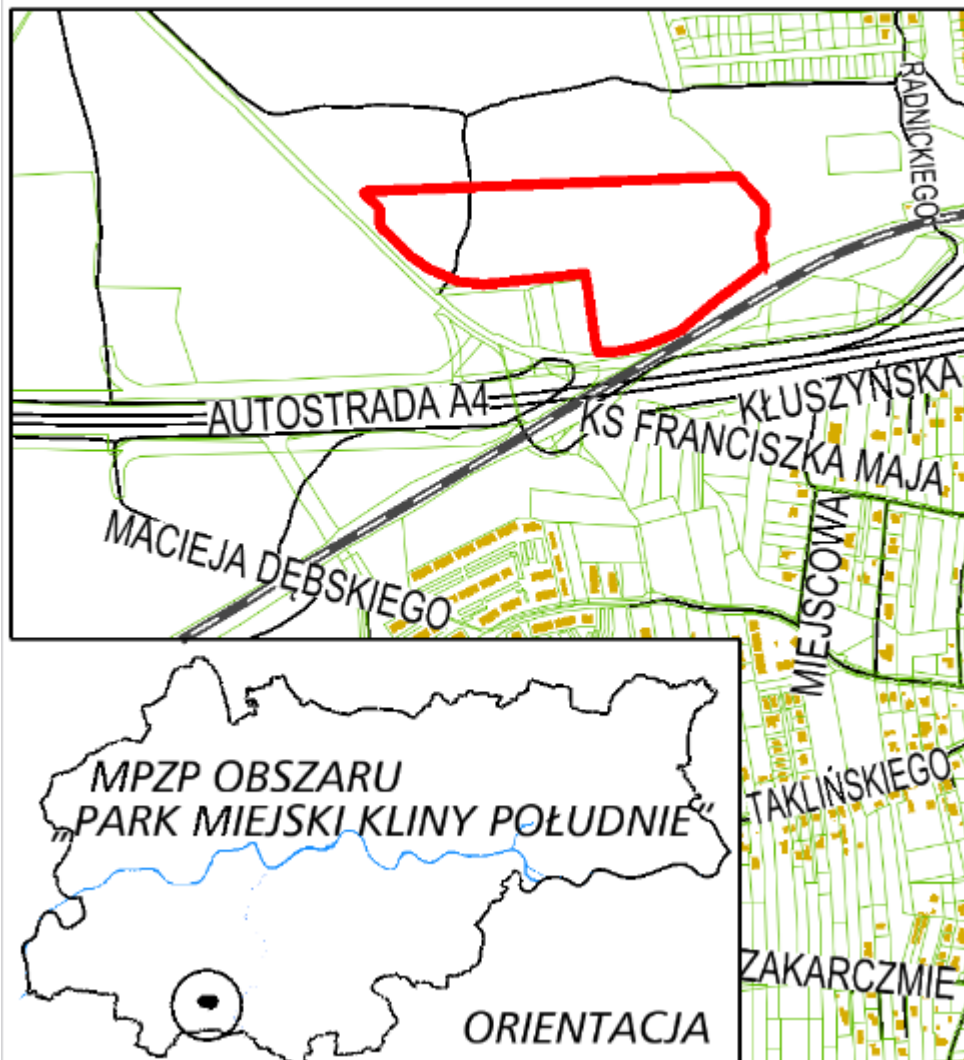 RADNICKIEGO
AUTOSTRADA A4
KŁUSZYŃSKA
KS FRANCISZKA MAJA
MACIEJA DĘBSKIEGO
MIEJSCOWA
TAKLIŃSKIEGO
ZAKARCZMIE
MPZP OBSZARU
„PARK MIEJSKI KLINY POŁUDNIE”
ORIENTACJA